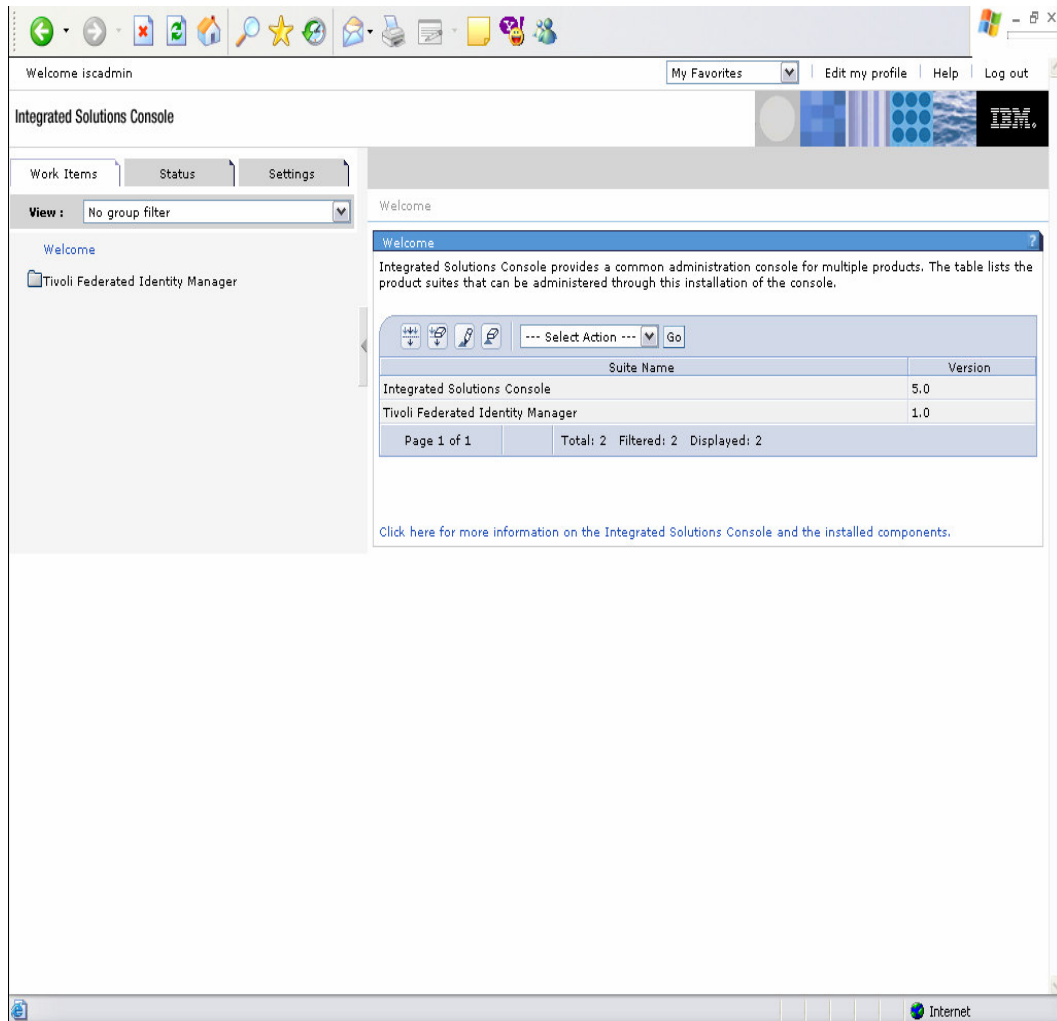 Welcome iscadmin
My Favorites
Edit my profile
Help
Log out
Integrated Solutions Console
IBM.
Work Items
Status
Settings
View :
No group filter
Welcome
Tivoli Federated Identity Manager
Welcome
Welcome
?
Integrated Solutions Console provides a common administration console for multiple products. The table lists the
product suites that can be administered through this installation of the console.
--- Select Action ---
Go
Suite Name
Version
Integrated Solutions Console
5.0
Tivoli Federated Identity Manager
1.0
Page 1 of 1
Total: 2 Filtered: 2 Displayed: 2
Click here for more information on the Integrated Solutions Console and the installed components.
Internet